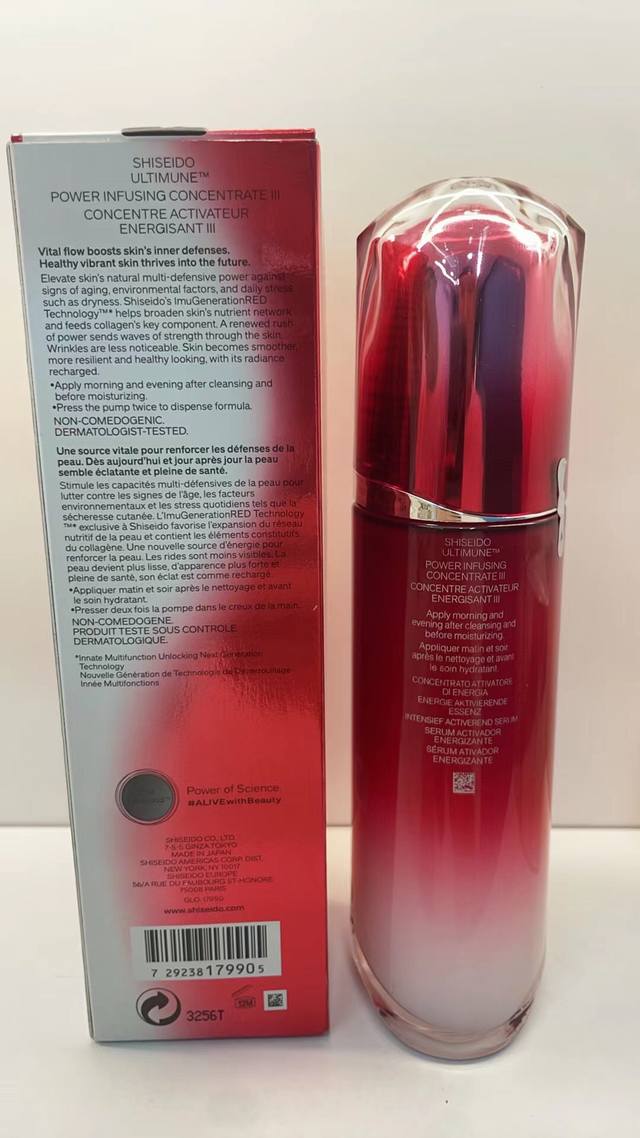 SHISEIDO
ULTIMUNE™
POWER INFUSING CONCENTRATE III
CONCENTRE ACTIVATEUR
ENERGISANT III
Vital flow boosts skin's inner defenses.
Healthy vibrant skin thrives into the future.
Elevate skin's natural multi-defensive power against
signs of aging, environmental factors, and daily stress
such as dryness. Shiseido's ImuGenerationRED
Technology™* helps broaden skin's nutrient network
and feeds collagen's key component. A renewed rush
of power sends waves of strength through the skin.
Wrinkles are less noticeable. Skin becomes smoother,
more resilient and healthy looking, with its radiance
recharged.
•Apply morning and evening after cleansing and
before moisturizing.
•Press the pump twice to dispense formula.
NON-COMEDOGENIC.
DERMATOLOGIST-TESTED.
Une source vitale pour renforcer les défenses de la
peau. Dès aujourd'hui et jour après jour la peau
semble éclatante et pleine de santé.
Stimule les capacités multi-défensives de la peau pour
lutter contre les signes de l'âge, les facteurs
environnementaux et les stress quotidiens tels que la
sécheresse cutanée. L'ImuGenerationRED Technology
™* exclusive à Shiseido favorise l'expansion du réseau
nutritif de la peau et contient les éléments constitutifs
du collagène. Une nouvelle source d'énergie pour
renforcer la peau. Les rides sont moins visibles. La
peau devient plus lisse, d'apparence plus forte et
pleine de santé, son éclat est comme rechargé.
•Appliquer matin et soir après le nettoyage et avant
le soin hydratant.
•Presser deux fois la pompe dans le creux de la main.
NON-COMEDOGENE.
PRODUIT TESTE SOUS CONTROLE
DERMATOLOGIQUE.
*Innate Multifunction Unlocking Next Generation
Technology
Nouvelle Génération de Technologie de Déverrouillage
Innée Multifonctions
Power of Science.
#ALIVEwithBeauty
SHISEIDO CO., LTD.
7-5-5 GINZA, TOKYO
MADE IN JAPAN
SHISEIDO AMERICAS CORP. DIST.
NEW YORK, NY 10017
SHISEIDO EUROPE
56/A RUE DU FAUBOURG ST-HONORE
75008 PARIS
GLO. 17990
www.shiseido.com
7 29238 17990 5
3256T
12M
SHISEIDO
ULTIMUNE™
POWER INFUSING
CONCENTRATE III
CONCENTRE ACTIVATEUR
ENERGISANT III
Apply morning and
evening after cleansing and
before moisturizing.
Appliquer matin et soir
après le nettoyage et avant
le soin hydratant.
CONCENTRATO ATTIVATORE
DI ENERGIA
ENERGIE AKTIVIERENDE
ESSENZ
INTENSIEF ACTIVEREND SERUM
SERUM ACTIVADOR
ENERGIZANTE
SÉRUM ATIVADOR
ENERGIZANTE